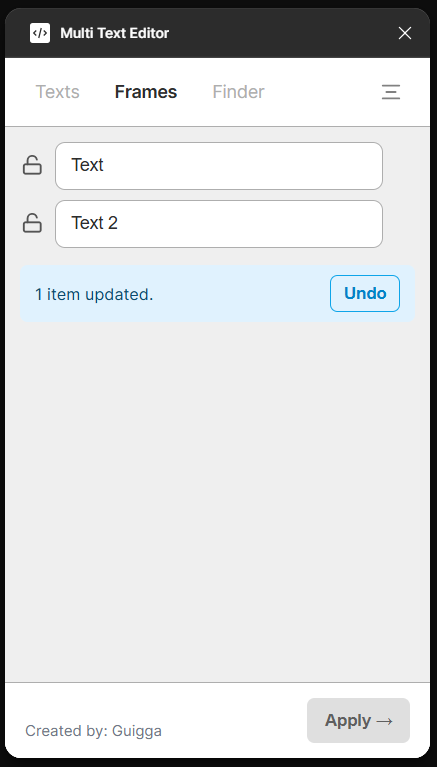 </> Multi Text Editor
Texts Frames Finder
Text
Text 2
1 item updated. Undo
Created by: Guigga Apply →